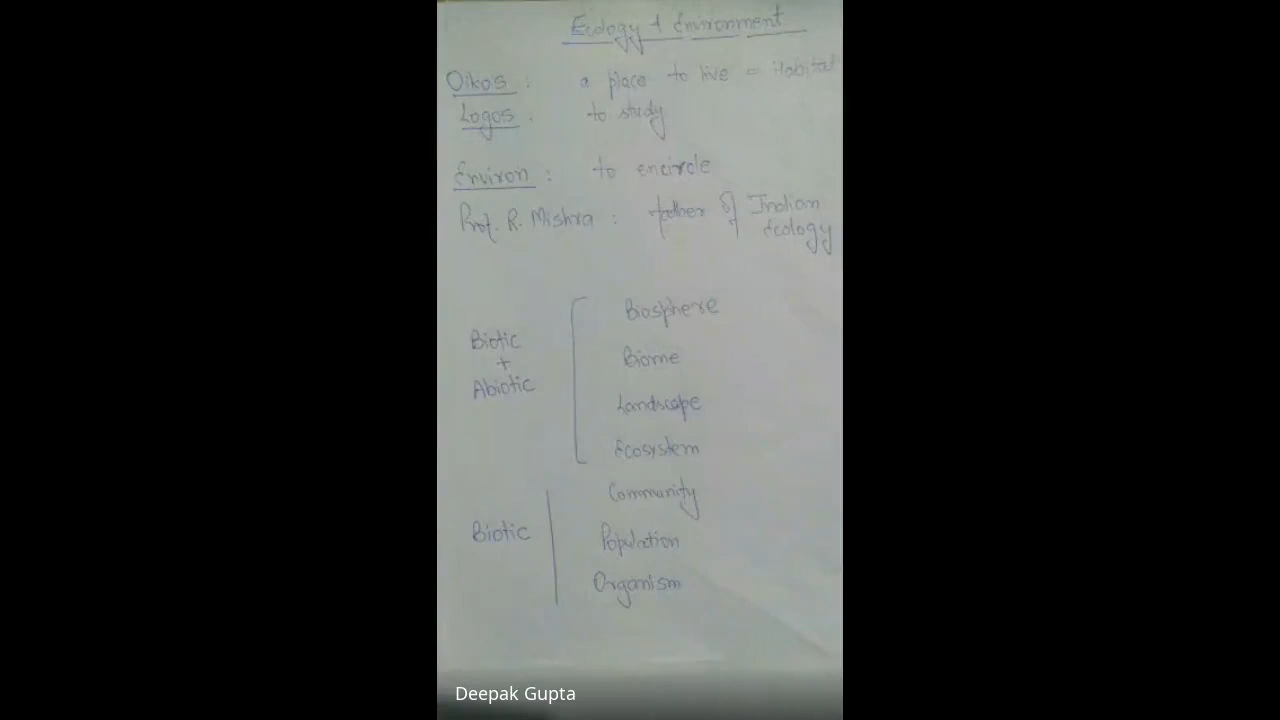 Ecology & Environment
Oikos : a place to live = Habitat
Logos : to study
Environ : to encircle
Prof. R. Mishra : father of Indian
Ecology
Biosphere
Biotic
+
Abiotic
Biome
Landscape
Ecosystem
Community
Biotic
Population
Organism
Deepak Gupta